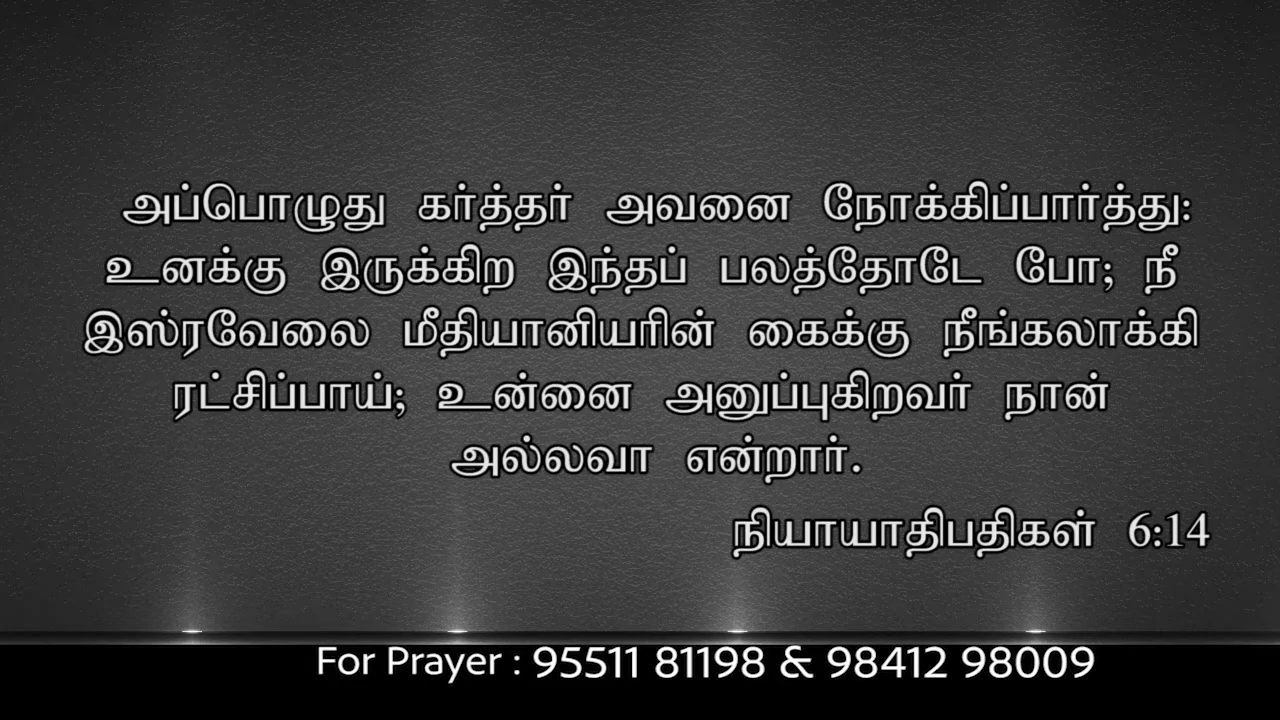 அப்பொழுது கர்த்தர் அவனை நோக்கிப்பார்த்து:
உனக்கு இருக்கிற இந்தப் பலத்தோடே போ; நீ
இஸ்ரவேலை மீதியானியரின் கைக்கு நீங்கலாக்கி
ரட்சிப்பாய்; உன்னை அனுப்புகிறவர் நான்
அல்லவா என்றார்.
நியாயாதிபதிகள் 6:14
For Prayer : 95511 81198 & 98412 98009